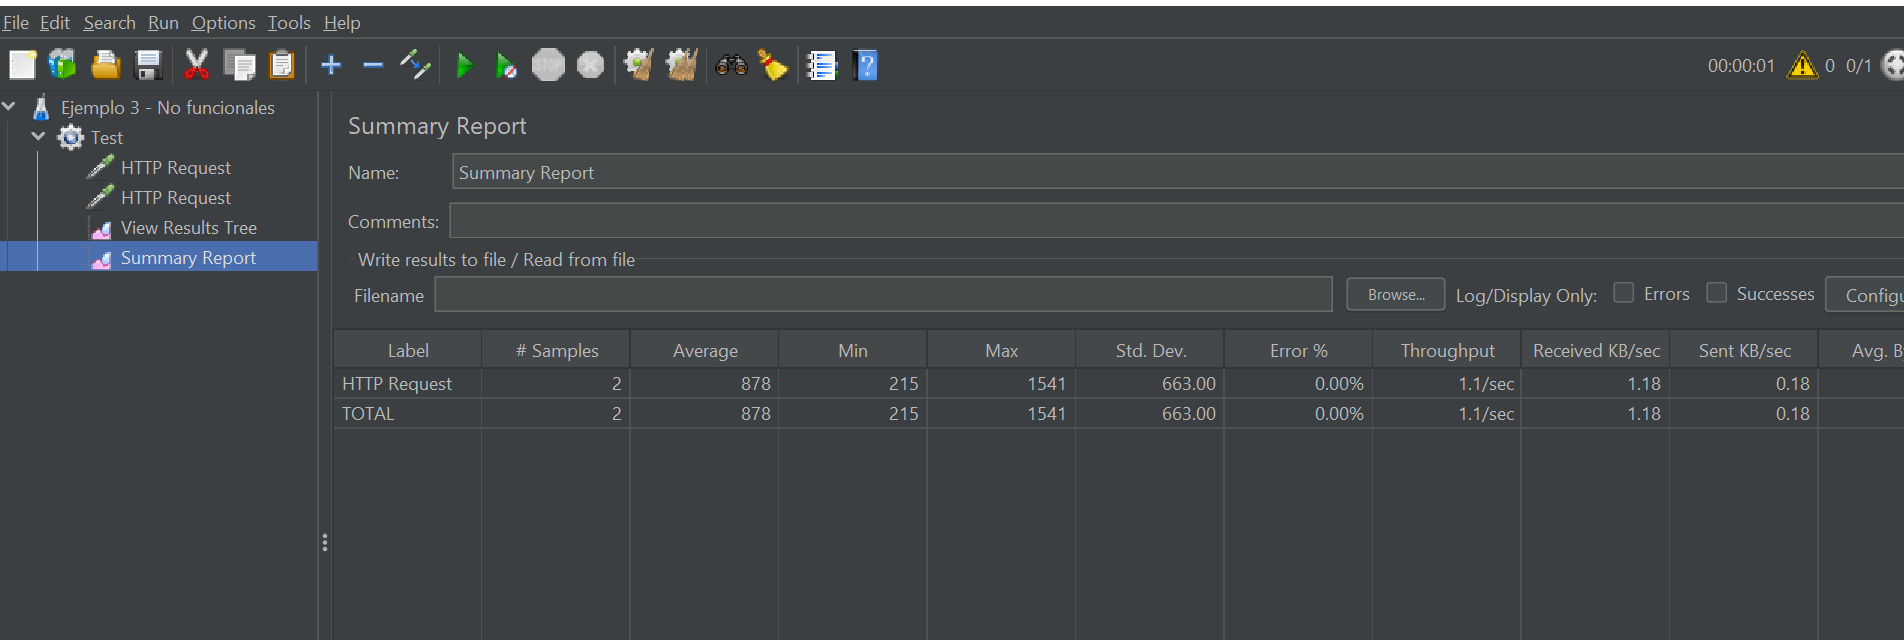 File Edit Search Run Options Tools Help
STOP
00:00:01 0 0/1
Ejemplo 3 - No funcionales
Test
HTTP Request
HTTP Request
View Results Tree
Summary Report
Summary Report
Name: Summary Report
Comments:
Write results to file / Read from file
Filename Browse... Log/Display Only: Errors Successes Configu
Label # Samples Average Min Max Std. Dev. Error % Throughput Received KB/sec Sent KB/sec Avg. B
HTTP Request 2 878 215 1541 663.00 0.00% 1.1/sec 1.18 0.18
TOTAL 2 878 215 1541 663.00 0.00% 1.1/sec 1.18 0.18